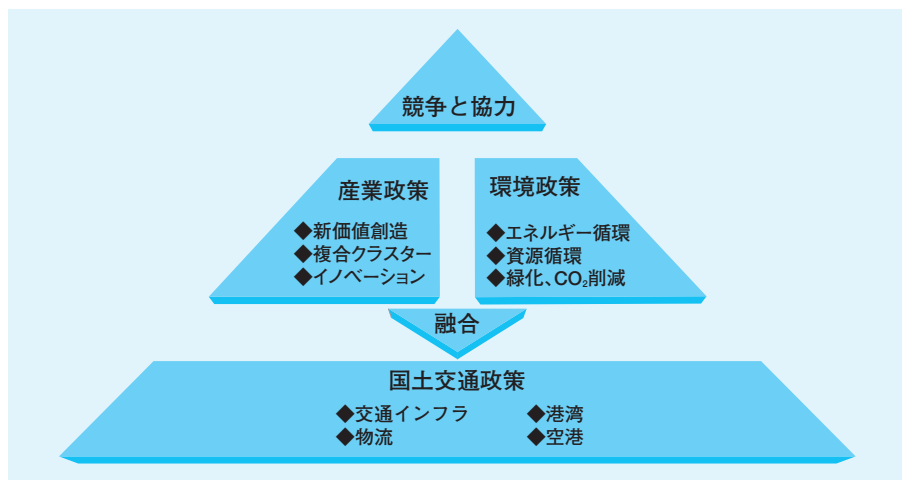 競争と協力
産業政策
◆新価値創造
◆複合クラスター
◆イノベーション
環境政策
◆エネルギー循環
◆資源循環
◆緑化、CO₂削減
融合
国土交通政策
◆交通インフラ
◆物流
◆港湾
◆空港